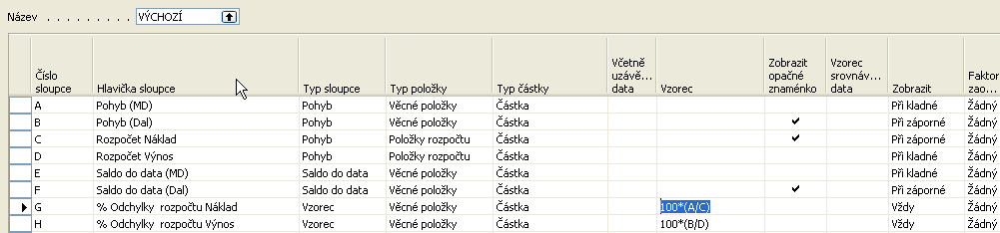 Název . . . . . . . . . VÝCHOZÍ
Číslo sloupce Hlavička sloupce Typ sloupce Typ položky Typ částky Včetně uzávě... data Vzorec Zobrazit opačné znaménko Vzorec srovnáv... data Zobrazit Faktor zao...
A Pohyb (MD) Pohyb Věcné položky Částka Při kladné Žádný
B Pohyb (Dal) Pohyb Věcné položky Částka ✔ Při záporné Žádný
C Rozpočet Náklad Pohyb Položky rozpočtu Částka ✔ Při záporné Žádný
D Rozpočet Výnos Pohyb Položky rozpočtu Částka Při kladné Žádný
E Saldo do data (MD) Saldo do data Věcné položky Částka Při kladné Žádný
F Saldo do data (Dal) Saldo do data Věcné položky Částka ✔ Při záporné Žádný
G % Odchylky rozpočtu Náklad Vzorec Věcné položky Částka 100*(A/C) Vždy Žádný
H % Odchylky rozpočtu Výnos Vzorec Věcné položky Částka 100*(B/D) Vždy Žádný